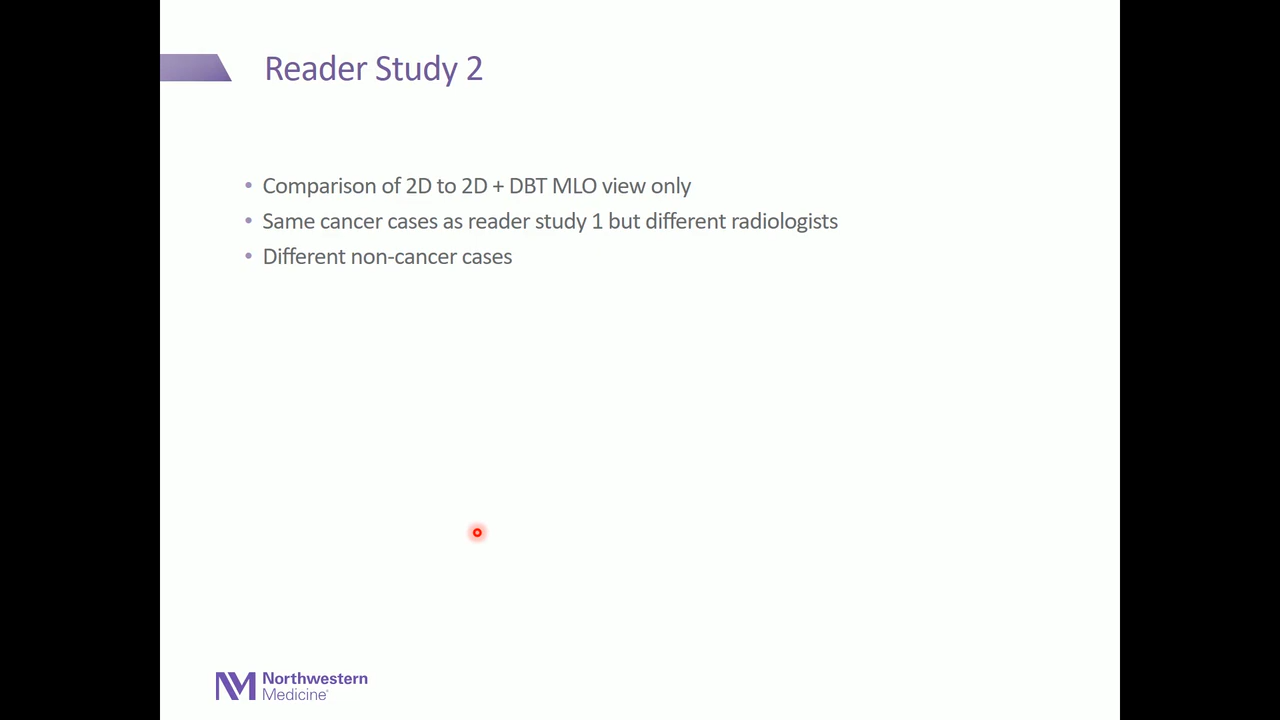 Reader Study 2
• Comparison of 2D to 2D + DBT MLO view only
• Same cancer cases as reader study 1 but different radiologists
• Different non-cancer cases
Northwestern
Medicine